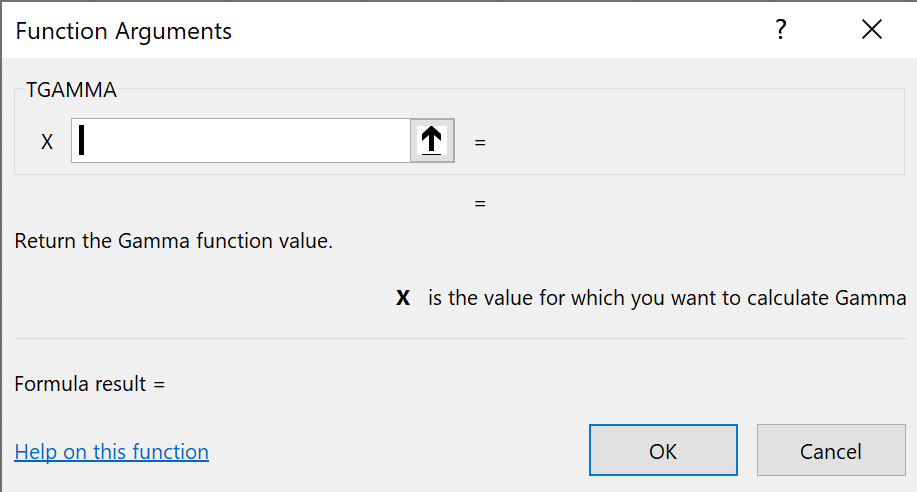 Function Arguments ?
TGAMMA
X =
=
Return the Gamma function value.
X is the value for which you want to calculate Gamma
Formula result =
Help on this function OK Cancel